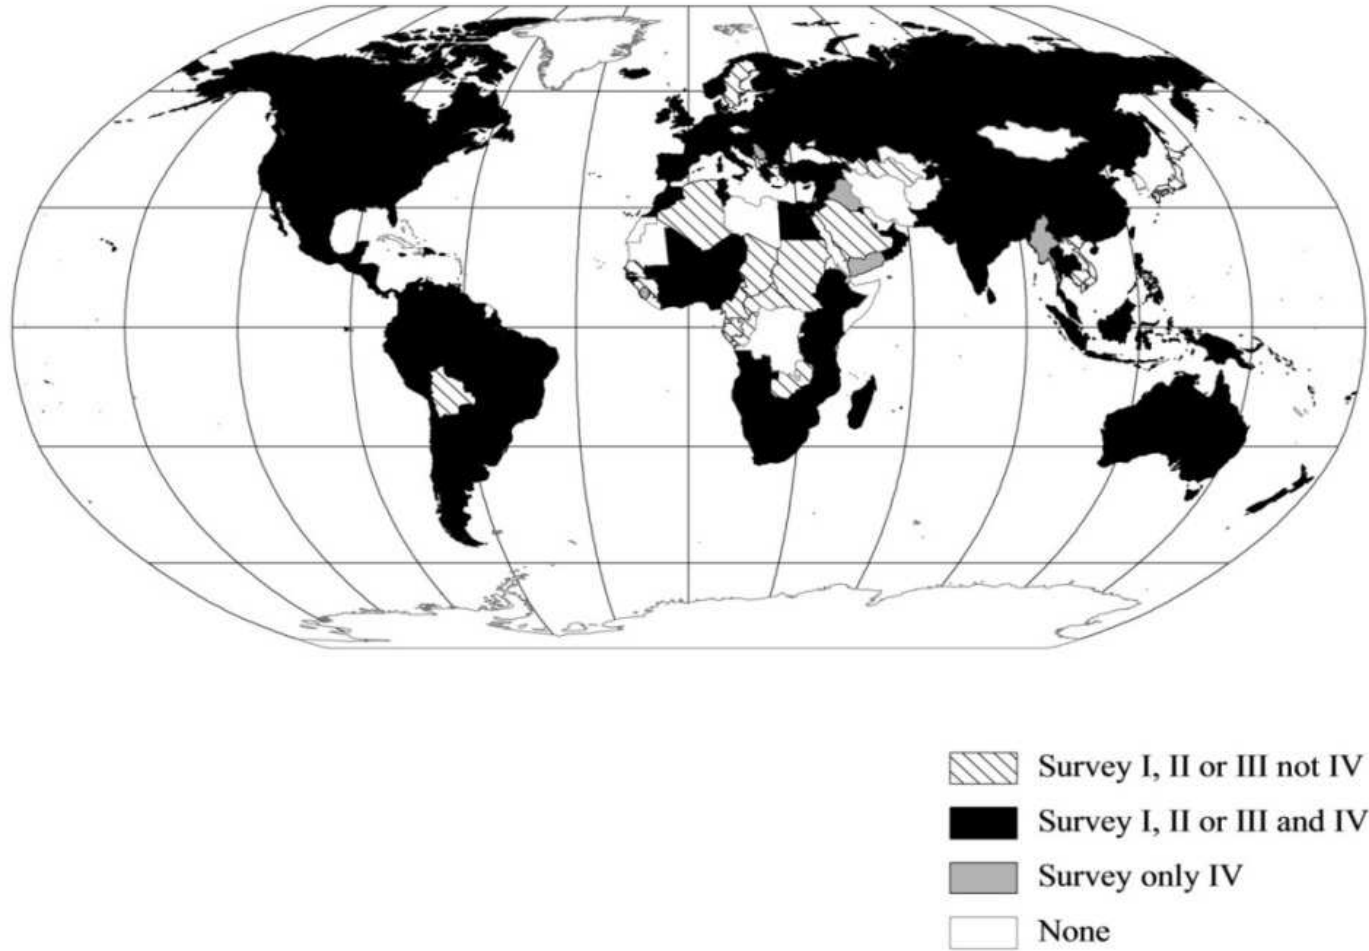 Survey I, II or III not IV
Survey I, II or III and IV
Survey only IV
None